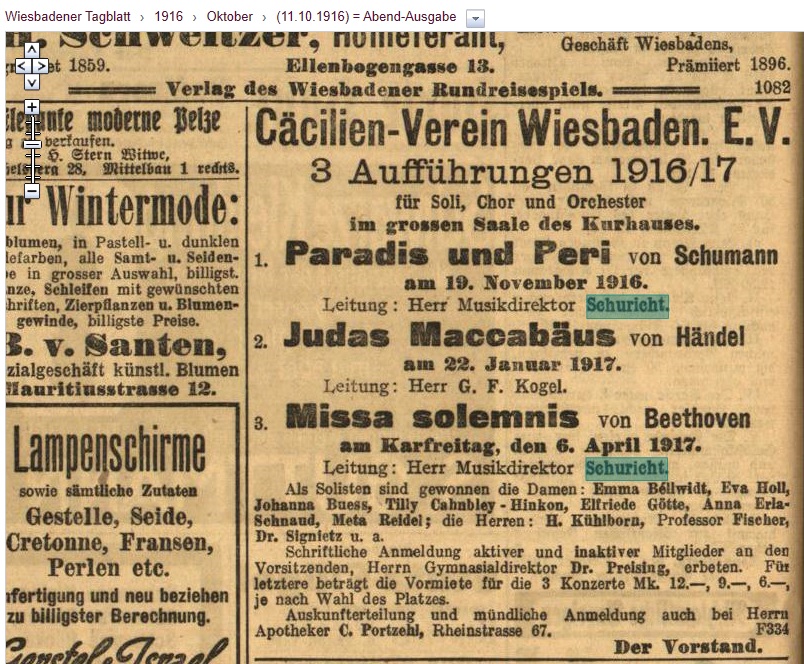 Wiesbadener Tagblatt › 1916 › Oktober › (11.10.1916) = Abend-Ausgabe
Schweitzer, Hoflieferant,
Geschäft Wiesbadens,
et 1859.
Ellenbogengasse 13.
Prämiiert 1896.
Verlag des Wiesbadener Rundreisespiels.
1082
moderne Pelze
verkaufen.
H. Stern Witwe,
28, Mittelbau 1 rechts.
Wintermode:
blumen, in Pastell- u. dunklen
efarben, alle Samt- u. Seiden-
e in grosser Auswahl, billigst.
nze, Schleifen mit gewünschten
hriften, Zierpflanzen u. Blumen-
gewinde, billigste Preise.
B. v. Santen,
zialgeschäft künstl. Blumen
Mauritiusstrasse 12.
Lampenschirme
sowie sämtliche Zutaten
Gestelle, Seide,
Cretonne, Fransen,
Perlen etc.
nfertigung und neu beziehen
zu billigster Berechnung.
Cäcilien-Verein Wiesbaden. E.V.
3 Aufführungen 1916/17
für Soli, Chor und Orchester
im grossen Saale des Kurhauses.
1. Paradis und Peri von Schumann
am 19. November 1916.
Leitung: Herr Musikdirektor Schuricht.
2. Judas Maccabäus von Händel
am 22. Januar 1917.
Leitung: Herr G. F. Kogel.
3. Missa solemnis von Beethoven
am Karfreitag, den 6. April 1917.
Leitung: Herr Musikdirektor Schuricht.
Als Solisten sind gewonnen die Damen: Emma Bellwidt, Eva Holl,
Johanna Buess, Tilly Cahnbley-Hinkon, Elfriede Götte, Anna Erla-
Schnaud, Meta Reidel; die Herren: H. Kühlborn, Professor Fischer,
Dr. Signietz u. a.
Schriftliche Anmeldung aktiver und inaktiver Mitglieder an den
Vorsitzenden, Herrn Gymnasialdirektor Dr. Preising, erbeten. Für
letztere beträgt die Vormiete für die 3 Konzerte Mk. 12.—, 9.—, 6.—,
je nach Wahl des Platzes.
Auskunfterteilung und mündliche Anmeldung auch bei Herrn
Apotheker C. Portzehl, Rheinstrasse 67. F334
Der Vorstand.